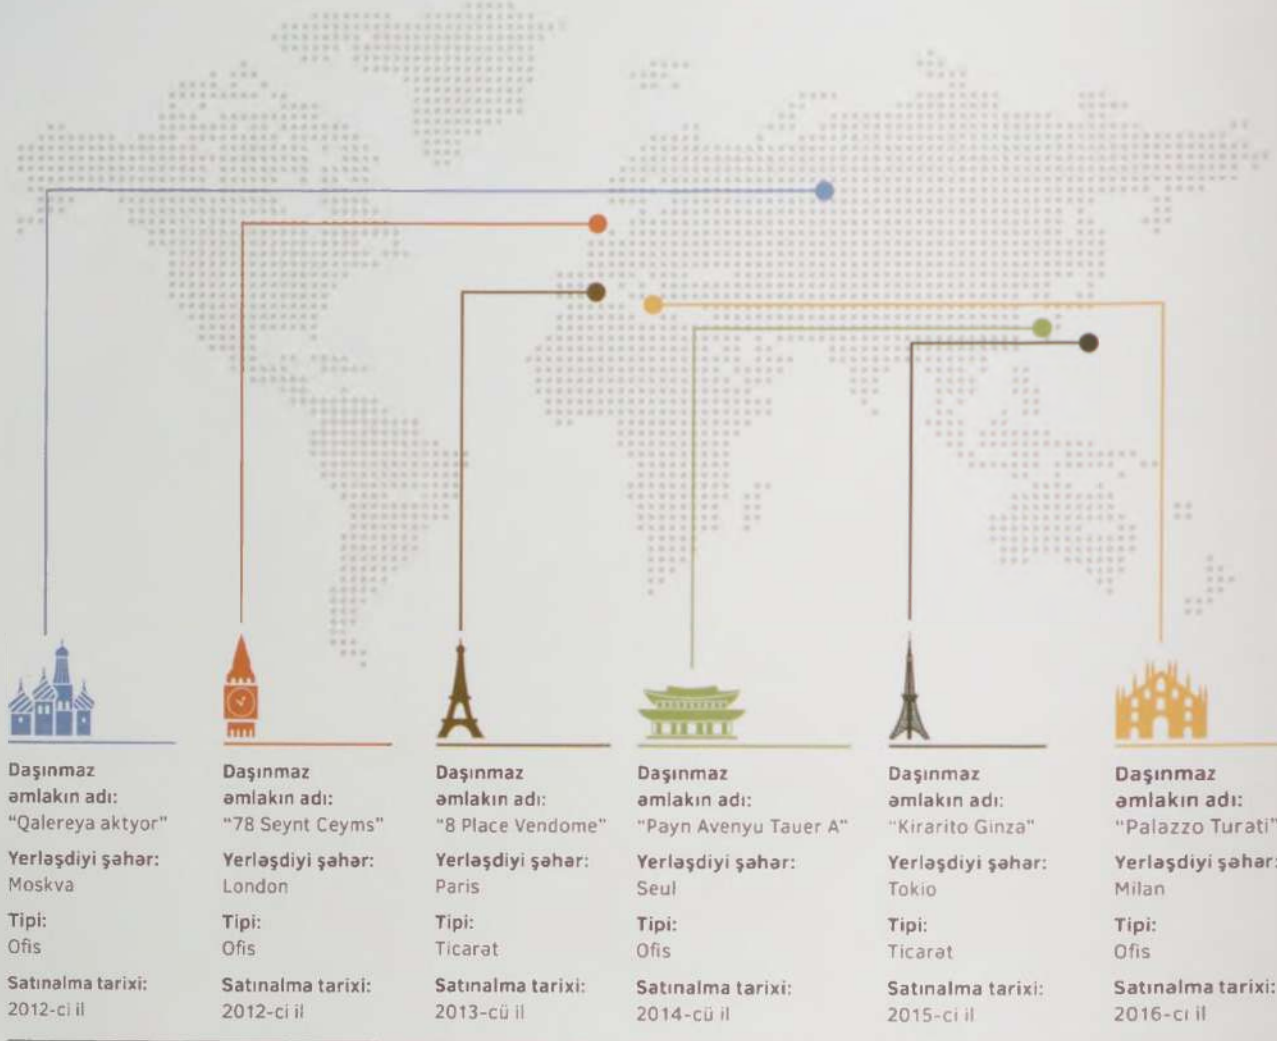 Daşınmaz
əmlakın adı:
"Qalereya aktyor"
Yerləşdiyi şəhər:
Moskva
Tipi:
Ofis
Satınalma tarixi:
2012-ci il
Daşınmaz
əmlakın adı:
"78 Seynt Ceyms"
Yerləşdiyi şəhər:
London
Tipi:
Ofis
Satınalma tarixi:
2012-ci il
Daşınmaz
əmlakın adı:
"8 Place Vendome"
Yerləşdiyi şəhər:
Paris
Tipi:
Ticarət
Satınalma tarixi:
2013-cü il
Daşınmaz
əmlakın adı:
"Payn Avenyu Tauer A"
Yerləşdiyi şəhər:
Seul
Tipi:
Ofis
Satınalma tarixi:
2014-cü il
Daşınmaz
əmlakın adı:
"Kirarito Ginza"
Yerləşdiyi şəhər:
Tokio
Tipi:
Ticarət
Satınalma tarixi:
2015-ci il
Daşınmaz
əmlakın adı:
"Palazzo Turati"
Yerləşdiyi şəhər:
Milan
Tipi:
Ofis
Satınalma tarixi:
2016-cı il